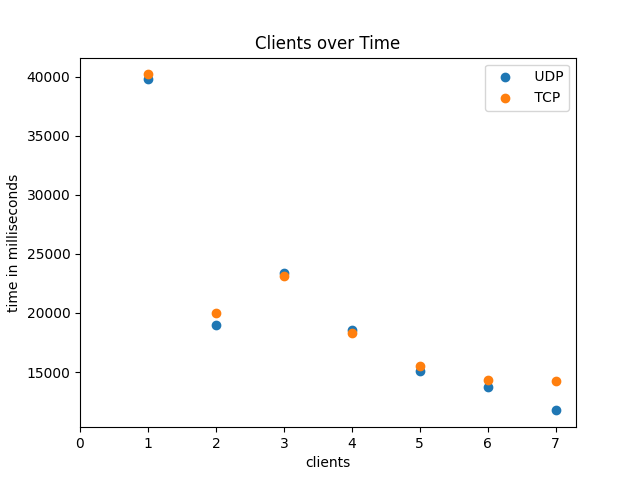 Clients over Time
UDP
TCP
time in milliseconds
40000
35000
30000
25000
20000
15000
0 1 2 3 4 5 6 7
clients